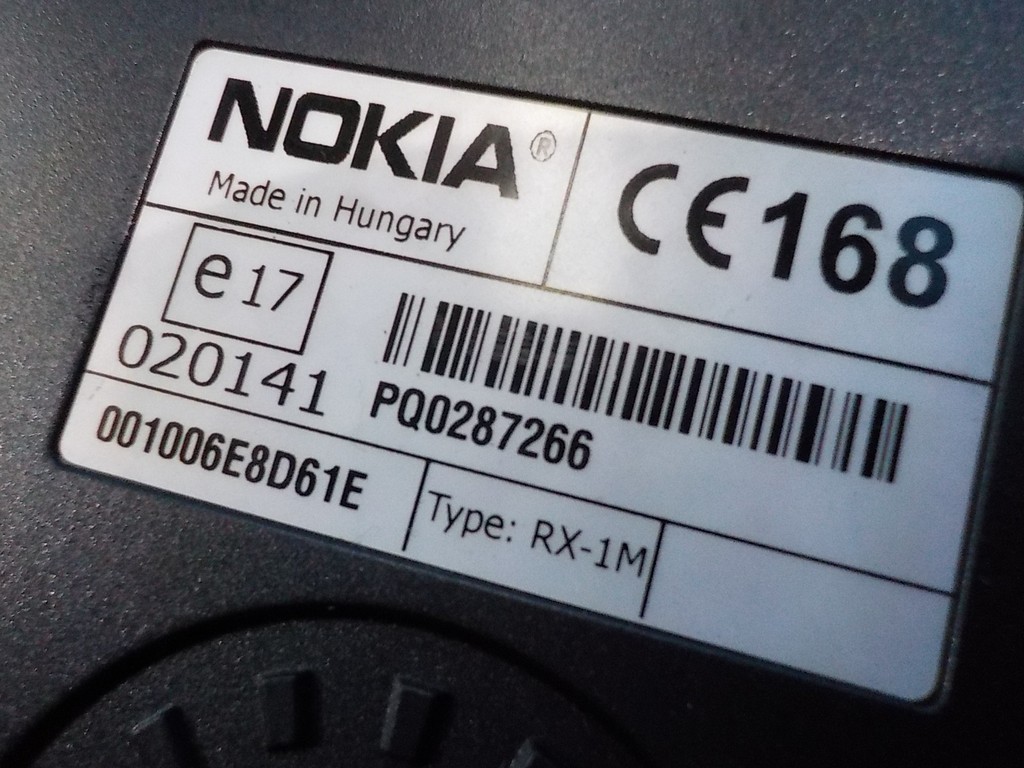 NOKIA®
Made in Hungary
CE168
e17
020141
PQ0287266
001006E8D61E
Type: RX-1M